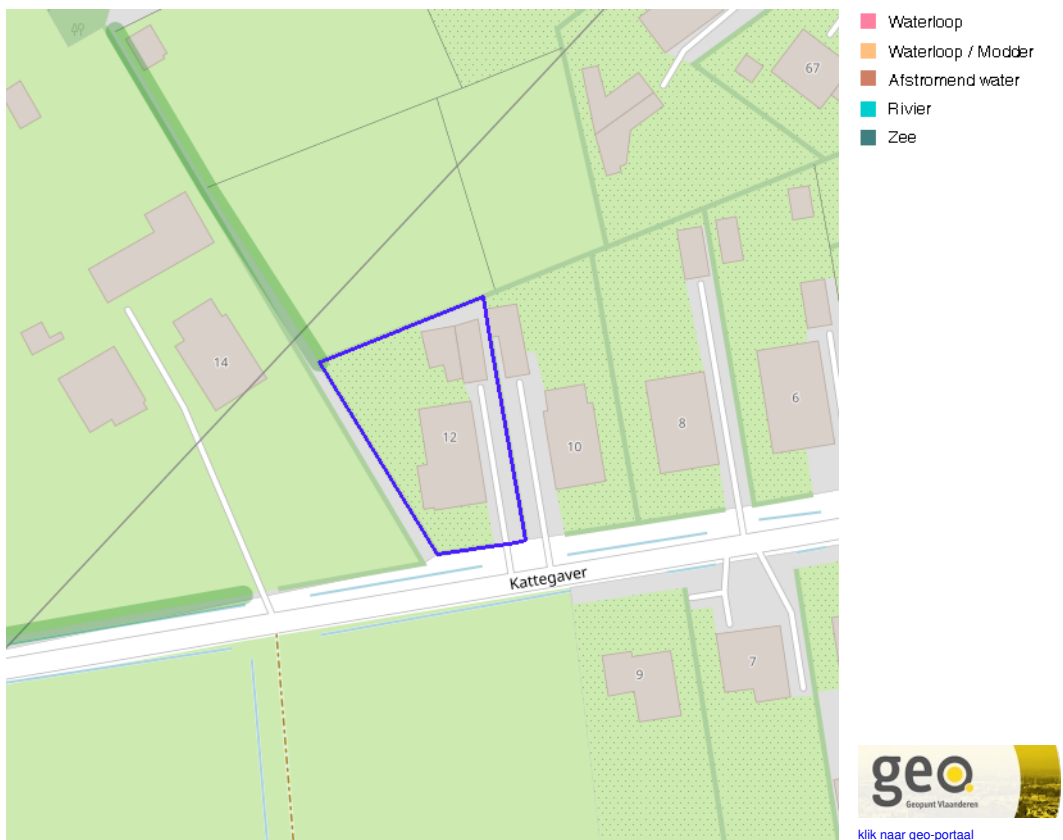 Waterloop
Waterloop / Modder
Afstromend water
Rivier
Zee
67
14
12
10
8
6
Kattegaver
9
7
geo.
Geopunt Vlaanderen
klik naar geo-portaal